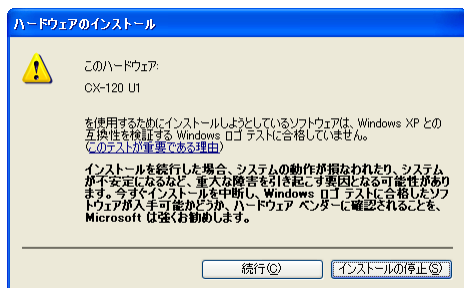 ハードウェアのインストール
このハードウェア:
CX-120 U1
を使用するためにインストールしようとしているソフトウェアは、Windows XP との
互換性を検証する Windows ロゴ テストに合格していません。
(このテストが重要である理由)
インストールを続行した場合、システムの動作が損なわれたり、システム
が不安定になるなど、重大な障害を引き起こす要因となる可能性があり
ます。今すぐインストールを中断し、Windows ロゴ テストに合格したソフ
トウェアが入手可能かどうか、ハードウェア ベンダーに確認されることを、
Microsoft は強くお勧めします。
続行(C)
インストールの停止(S)